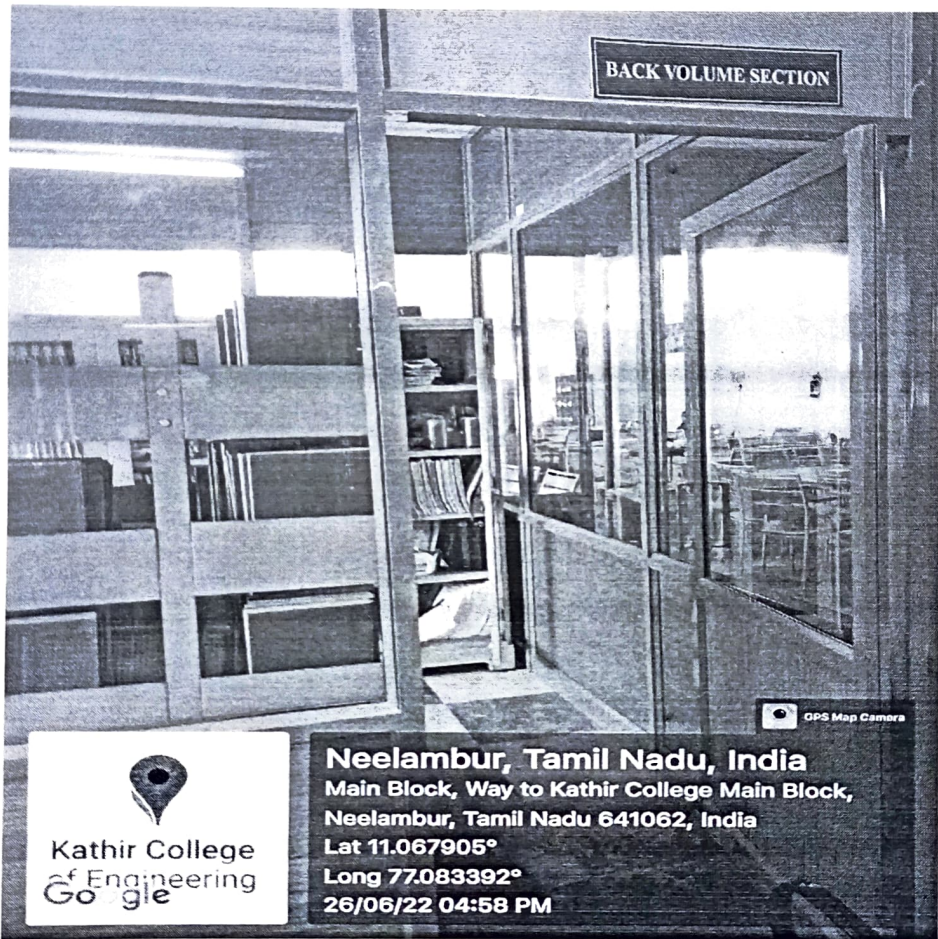 BACK VOLUME SECTION
GPS Map Camera
Neelambur, Tamil Nadu, India
Main Block, Way to Kathir College Main Block,
Neelambur, Tamil Nadu 641062, India
Lat 11.067905°
Long 77.083392°
26/06/22 04:58 PM
Kathir College
of Engineering
Google